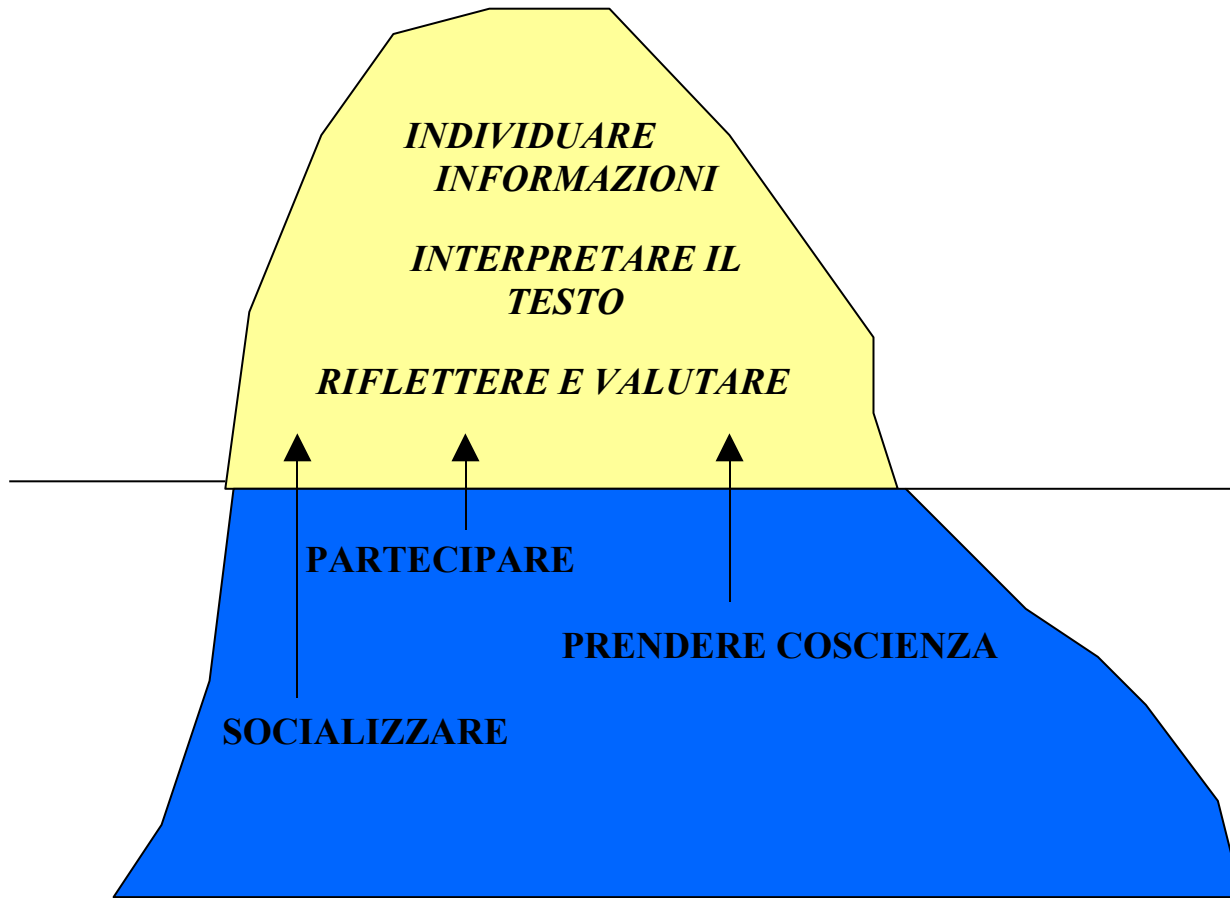 INDIVIDUARE
INFORMAZIONI
INTERPRETARE IL
TESTO
RIFLETTERE E VALUTARE
PARTECIPARE
PRENDERE COSCIENZA
SOCIALIZZARE